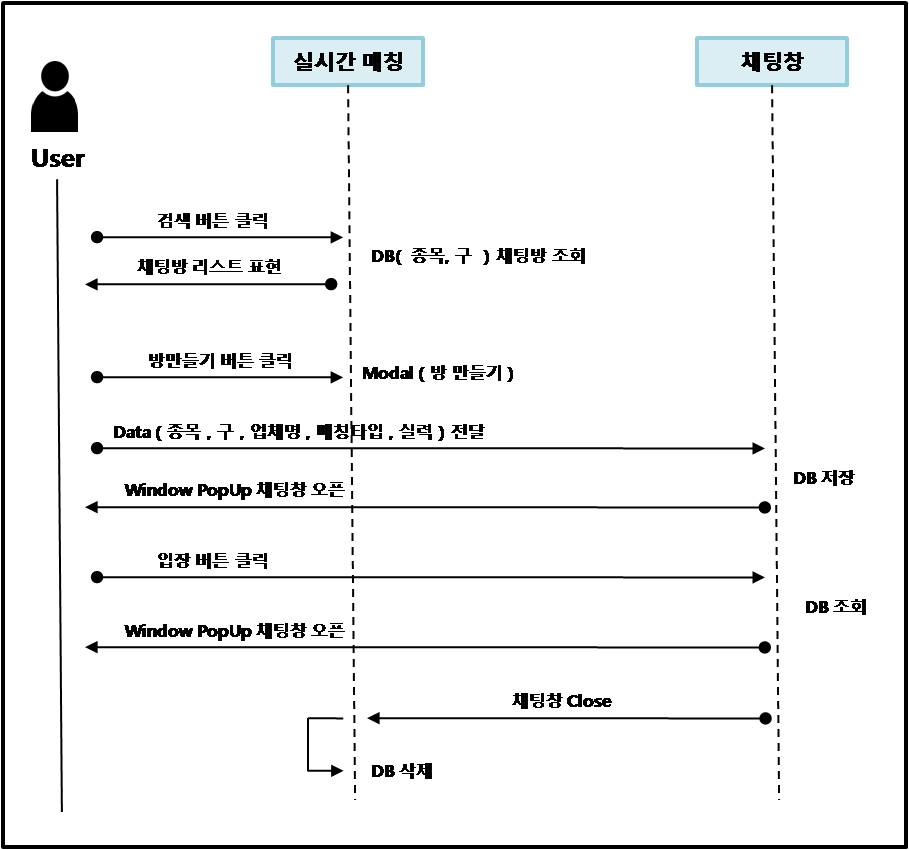 실시간 매칭
채팅창
User
검색 버튼 클릭
DB( 종목, 구 ) 채팅방 조회
채팅방 리스트 표현
방만들기 버튼 클릭
Modal ( 방 만들기 )
Data ( 종목 , 구 , 업체명 , 매칭타입 , 실력 ) 전달
DB 저장
Window PopUp 채팅창 오픈
입장 버튼 클릭
DB 조회
Window PopUp 채팅창 오픈
채팅창 Close
DB 삭제